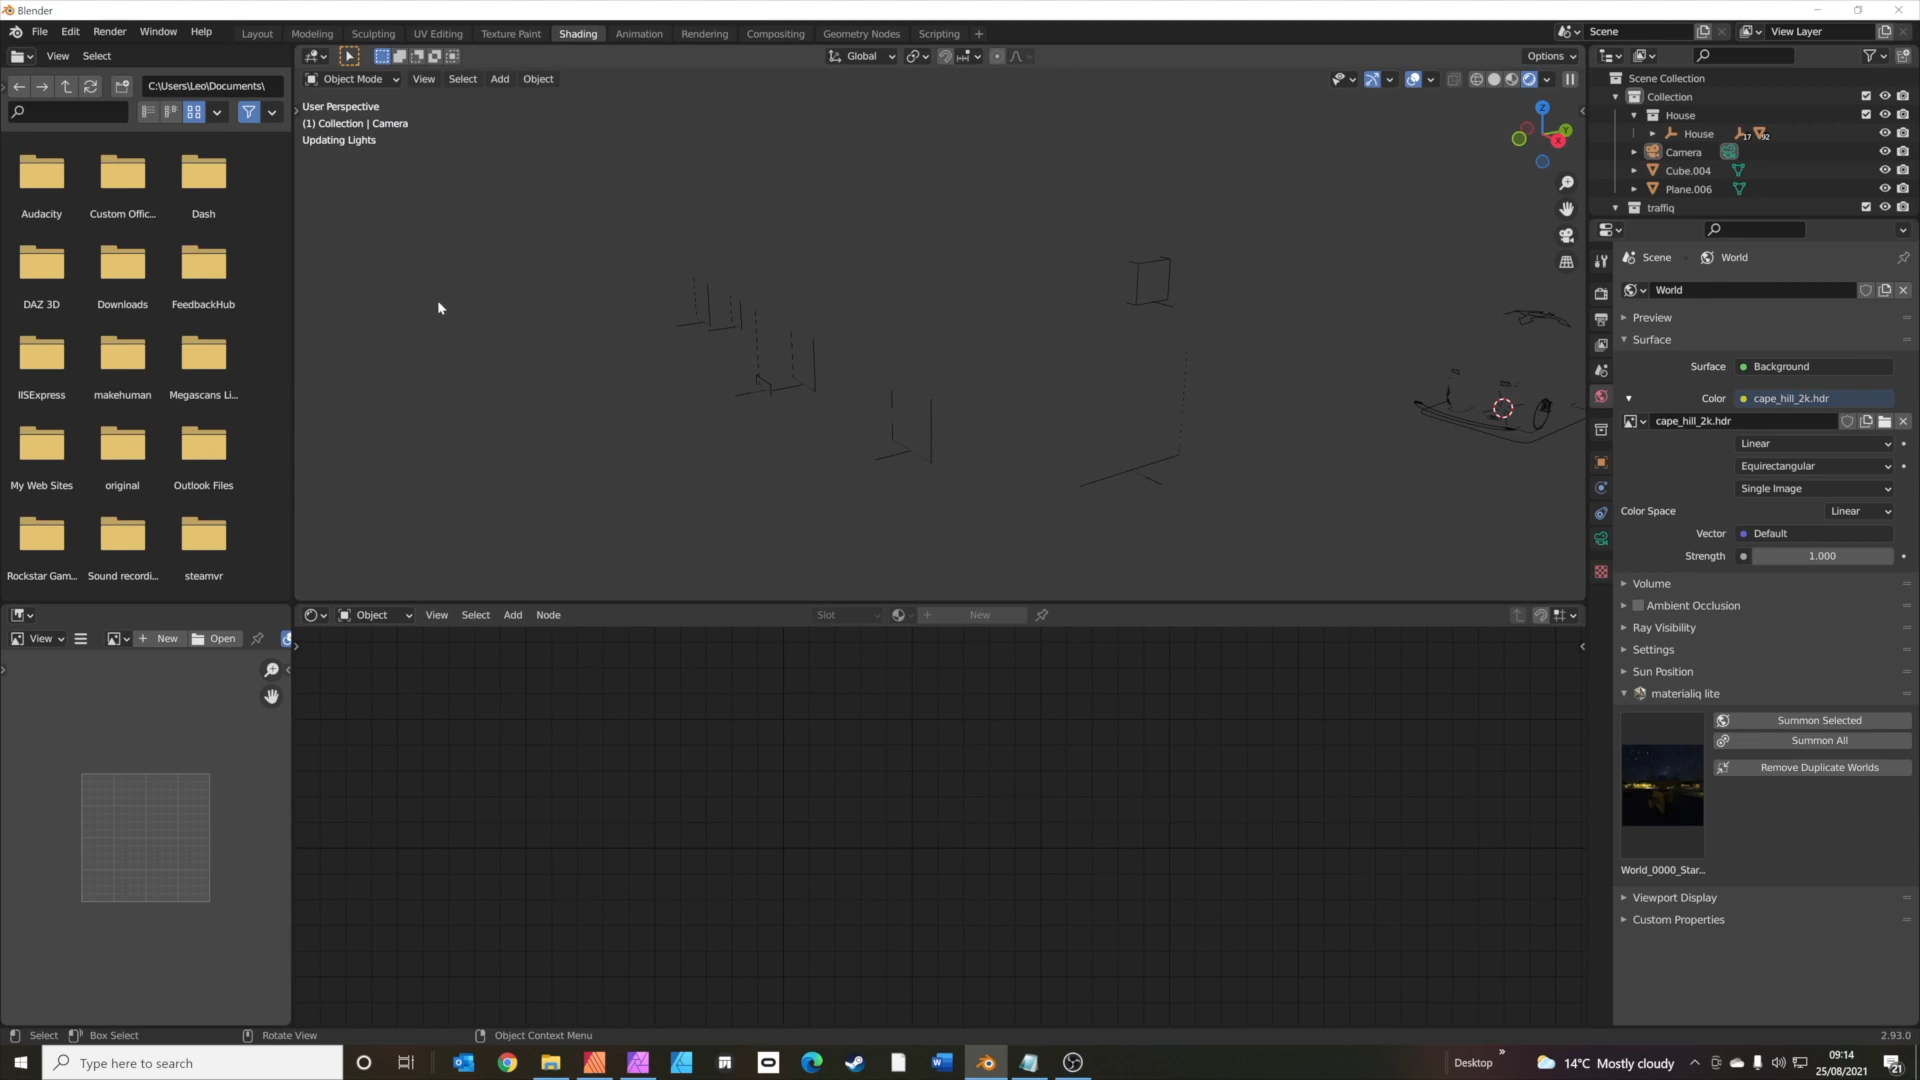 Blender
File Edit Render Window Help
Layout Modeling Sculpting UV Editing Texture Paint Shading Animation Rendering Compositing Geometry Nodes Scripting +
Scene
View Layer
View Select
Global
Options
C:\Users\Leo\Documents\
Object Mode View Select Add Object
User Perspective
(1) Collection | Camera
Updating Lights
Z
Y
X
Audacity Custom Offic... Dash
DAZ 3D Downloads FeedbackHub
IISExpress makehuman Megascans Li...
My Web Sites original Outlook Files
Rockstar Gam... Sound recordi... steamvr
Scene Collection
Collection
House
House 17 92
Camera
Cube.004
Plane.006
traffiq
Scene World
World
Preview
Surface
Surface Background
Color cape_hill_2k.hdr
cape_hill_2k.hdr
Linear
Equirectangular
Single Image
Color Space Linear
Vector Default
Strength 1.000
Volume
Ambient Occlusion
Ray Visibility
Settings
Sun Position
materialiq lite
Summon Selected
Summon All
Remove Duplicate Worlds
World_0000_Star...
Viewport Display
Custom Properties
Object View Select Add Node
Slot
+ New
View
+ New Open
Select Box Select Rotate View Object Context Menu
2.93.0
Type here to search
Desktop
14°C Mostly cloudy
09:14
25/08/2021
21